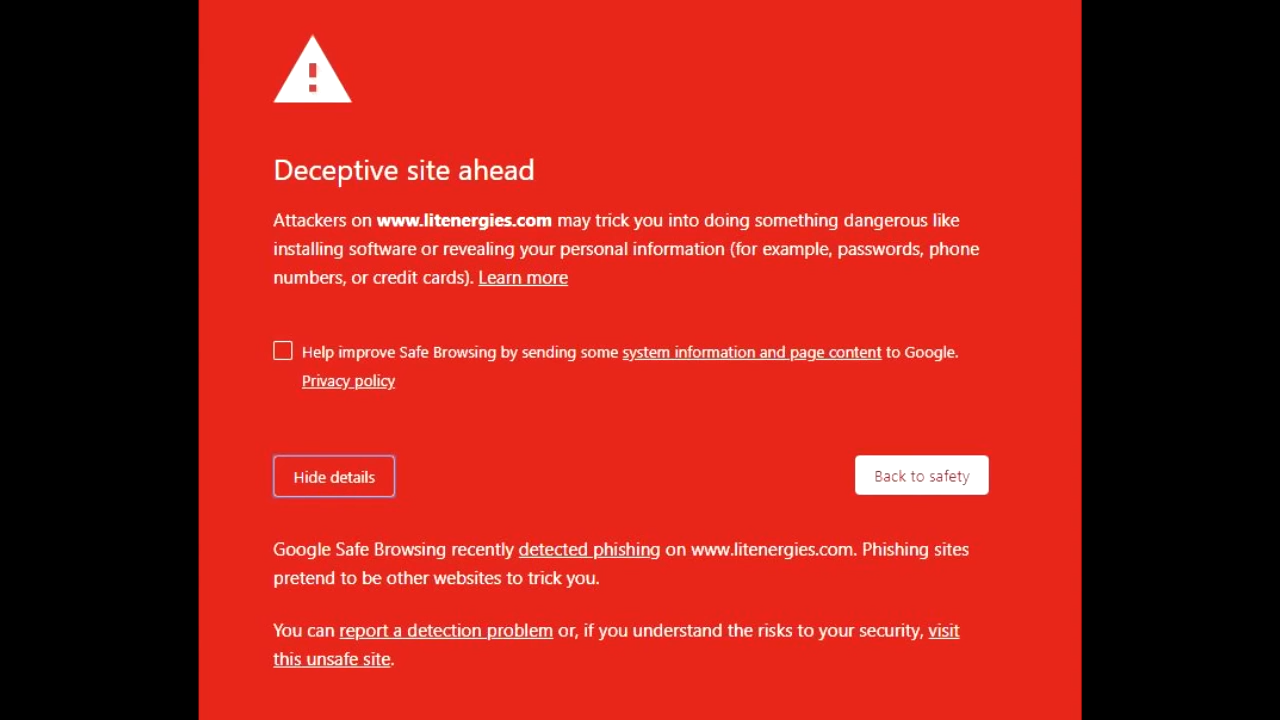 Deceptive site ahead
Attackers on www.litenergies.com may trick you into doing something dangerous like
installing software or revealing your personal information (for example, passwords, phone
numbers, or credit cards). Learn more
Help improve Safe Browsing by sending some system information and page content to Google.
Privacy policy
Hide details
Back to safety
Google Safe Browsing recently detected phishing on www.litenergies.com. Phishing sites
pretend to be other websites to trick you.
You can report a detection problem or, if you understand the risks to your security, visit
this unsafe site.